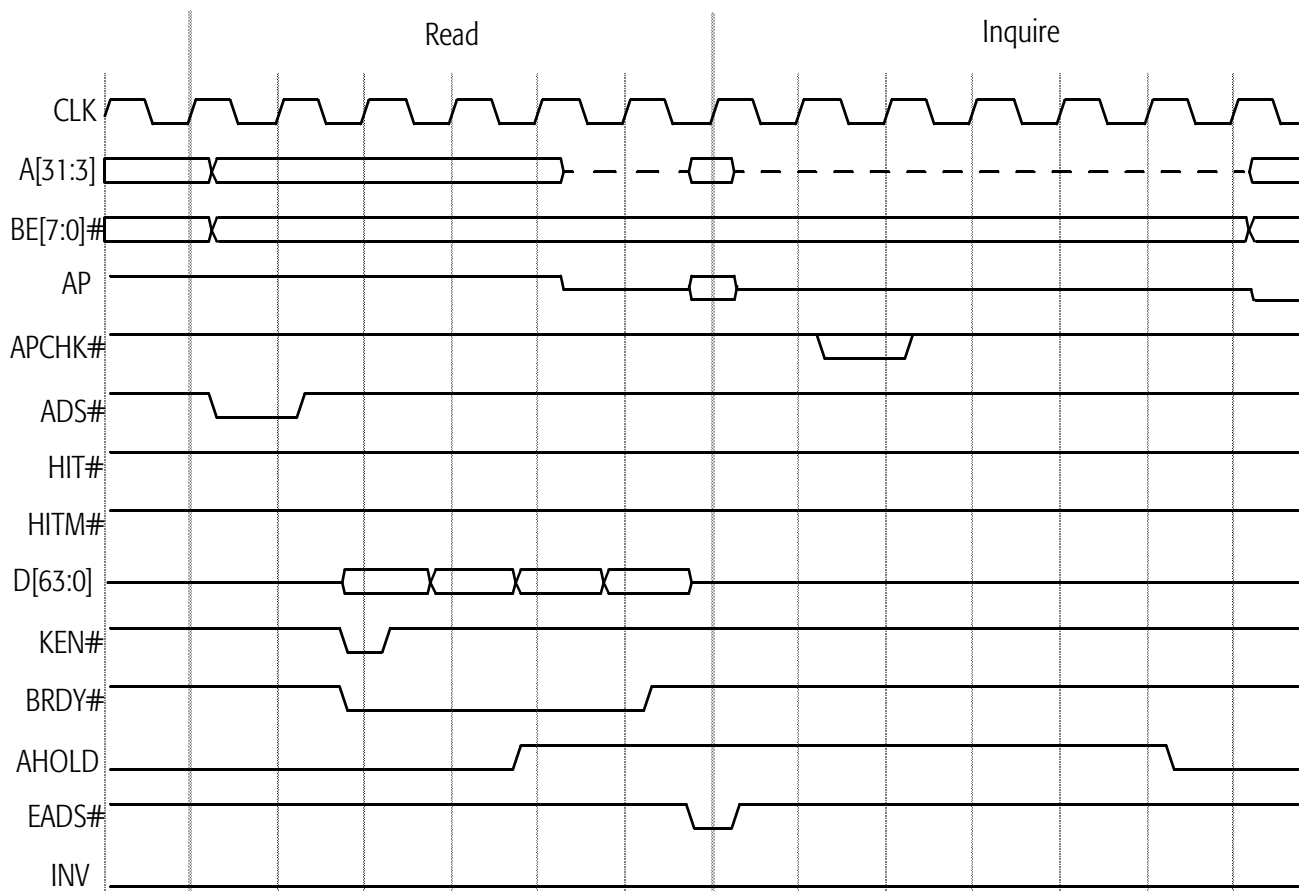 Read
Inquire
CLK
A[31:3]
BE[7:0]#
AP
APCHK#
ADS#
HIT#
HITM#
D[63:0]
KEN#
BRDY#
AHOLD
EADS#
INV